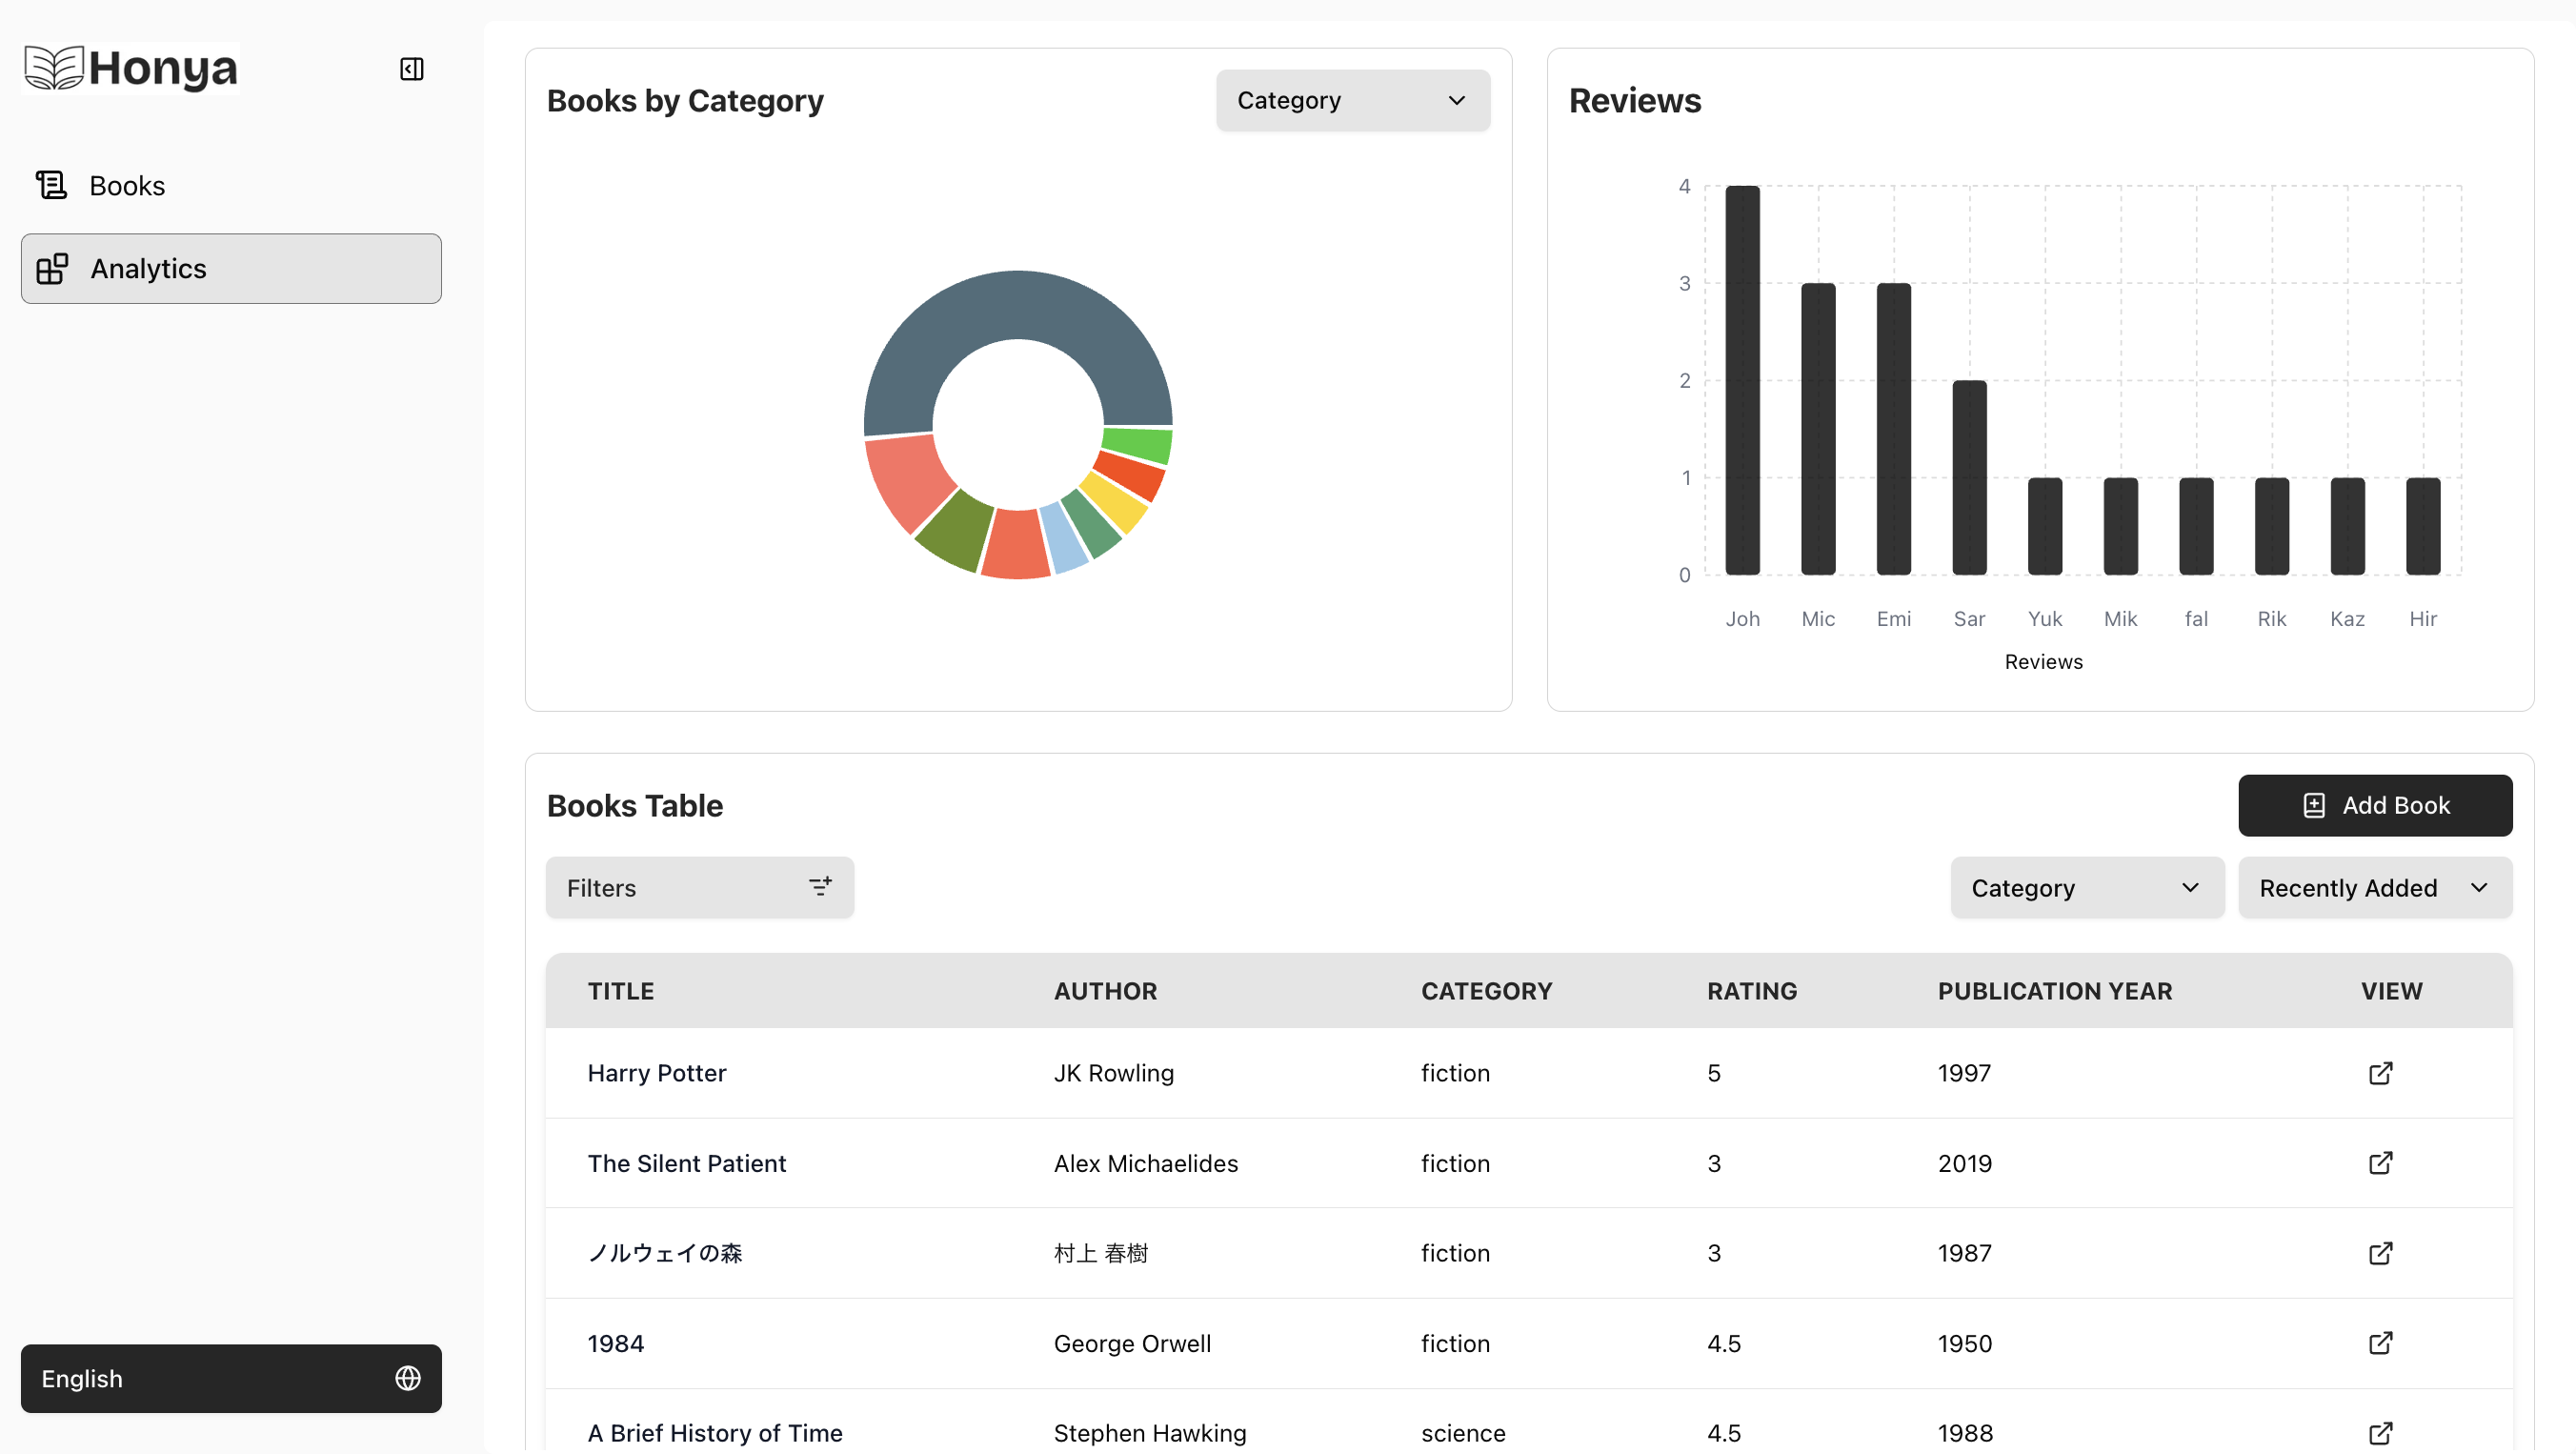 Honya
Books
Analytics
English
Books by Category
Category
Reviews
4
3
2
1
0
Joh Mic Emi Sar Yuk Mik fal Rik Kaz Hir
Reviews
Books Table
Add Book
Filters
Category
Recently Added
TITLE AUTHOR CATEGORY RATING PUBLICATION YEAR VIEW
Harry Potter JK Rowling fiction 5 1997
The Silent Patient Alex Michaelides fiction 3 2019
ノルウェイの森 村上 春樹 fiction 3 1987
1984 George Orwell fiction 4.5 1950
A Brief History of Time Stephen Hawking science 4.5 1988